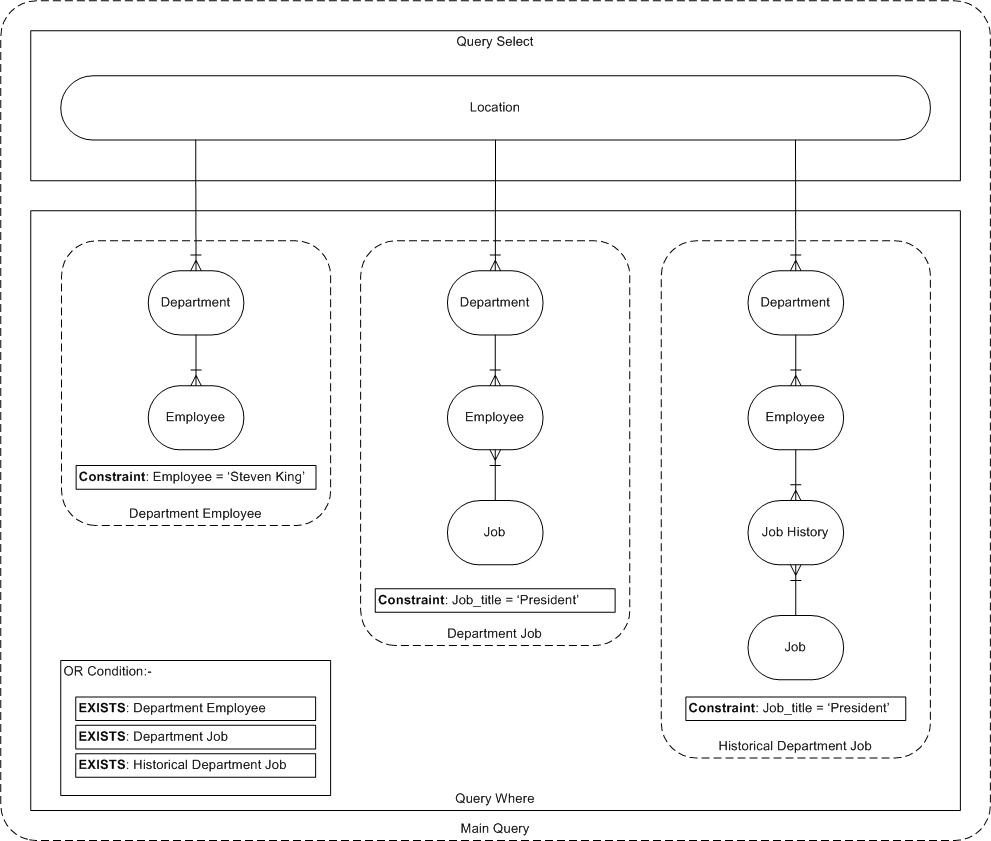 Query Select
Location
Department
Employee
Constraint: Employee = ‘Steven King’
Department Employee
Department
Employee
Job
Constraint: Job_title = ‘President’
Department Job
Department
Employee
Job History
Job
Constraint: Job_title = ‘President’
Historical Department Job
OR Condition:-
EXISTS: Department Employee
EXISTS: Department Job
EXISTS: Historical Department Job
Query Where
Main Query